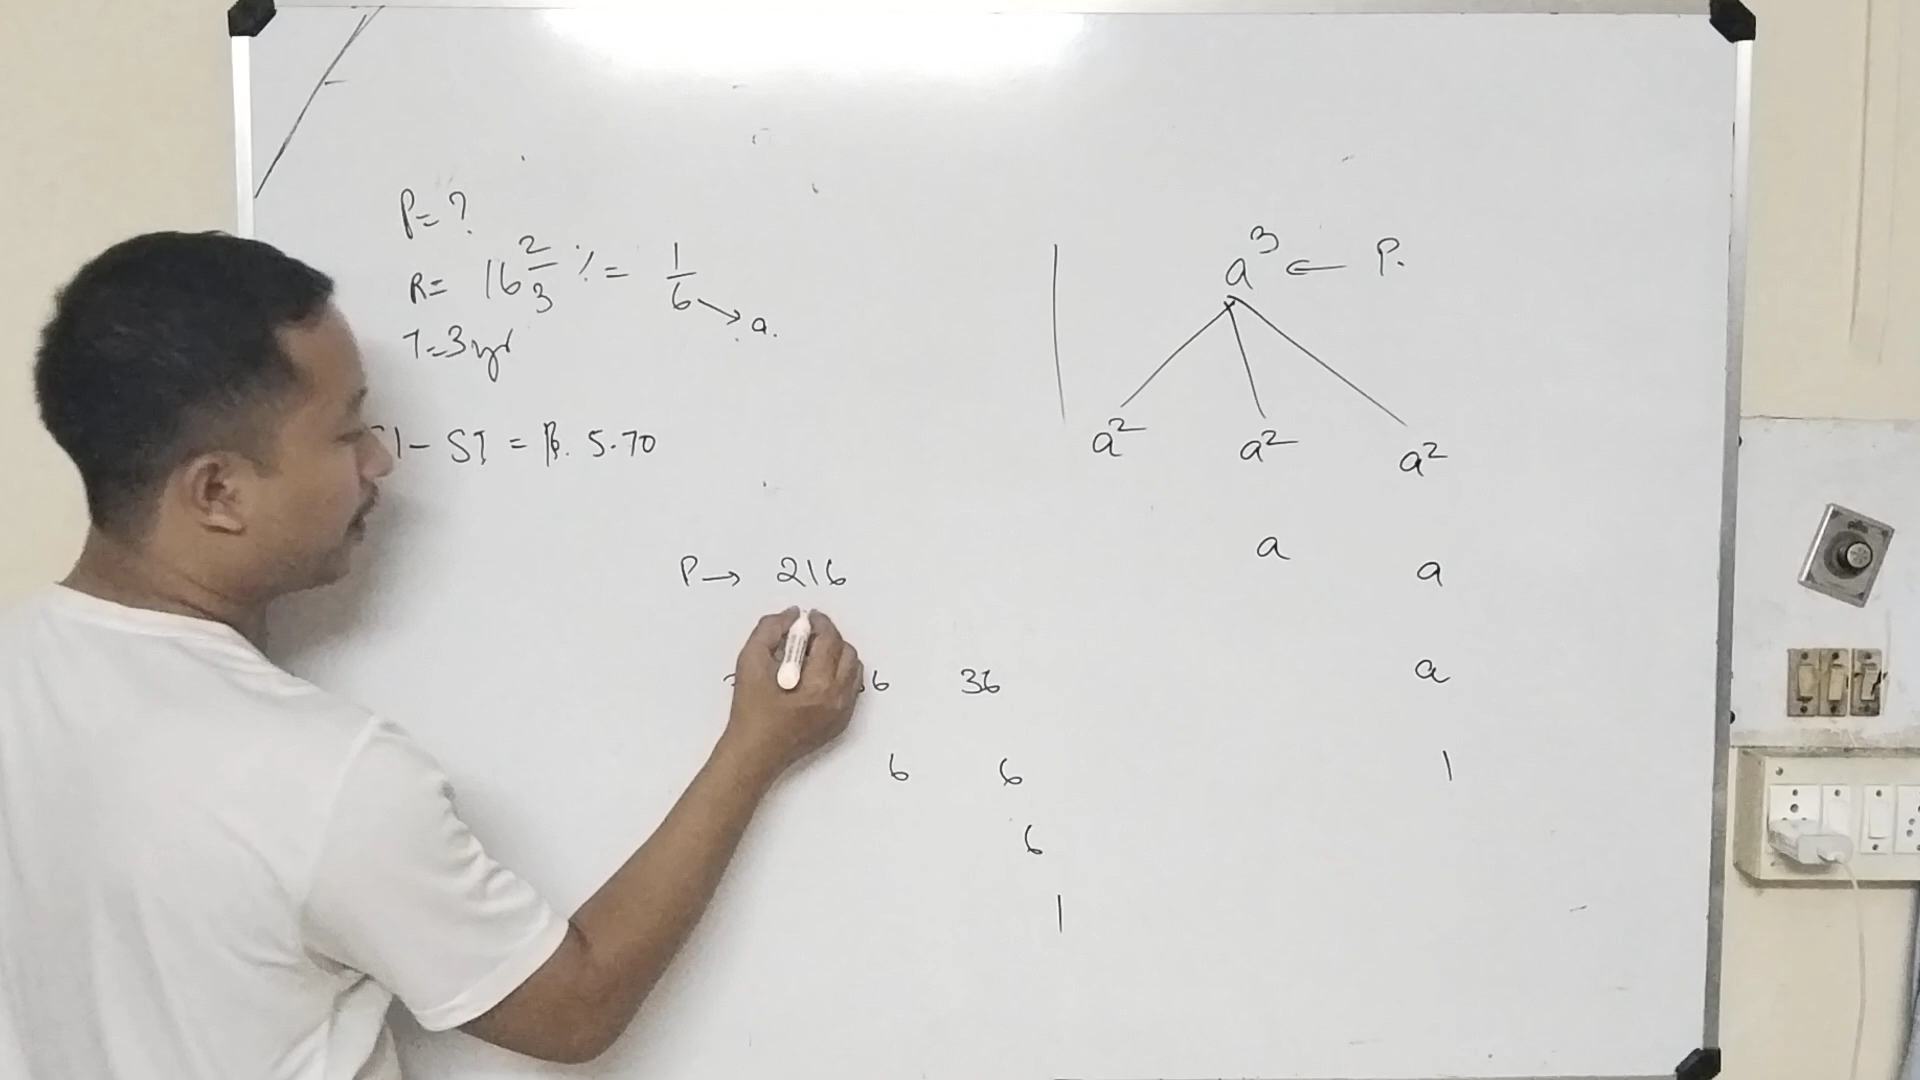 P = ?
R = 16 2/3 % = 1/6 → a.
T = 3 yr
I - SI = Rs. 5.70
P → 216
36 36
6 6
6
1
a³ ← P.
a² a² a²
a a
a
1